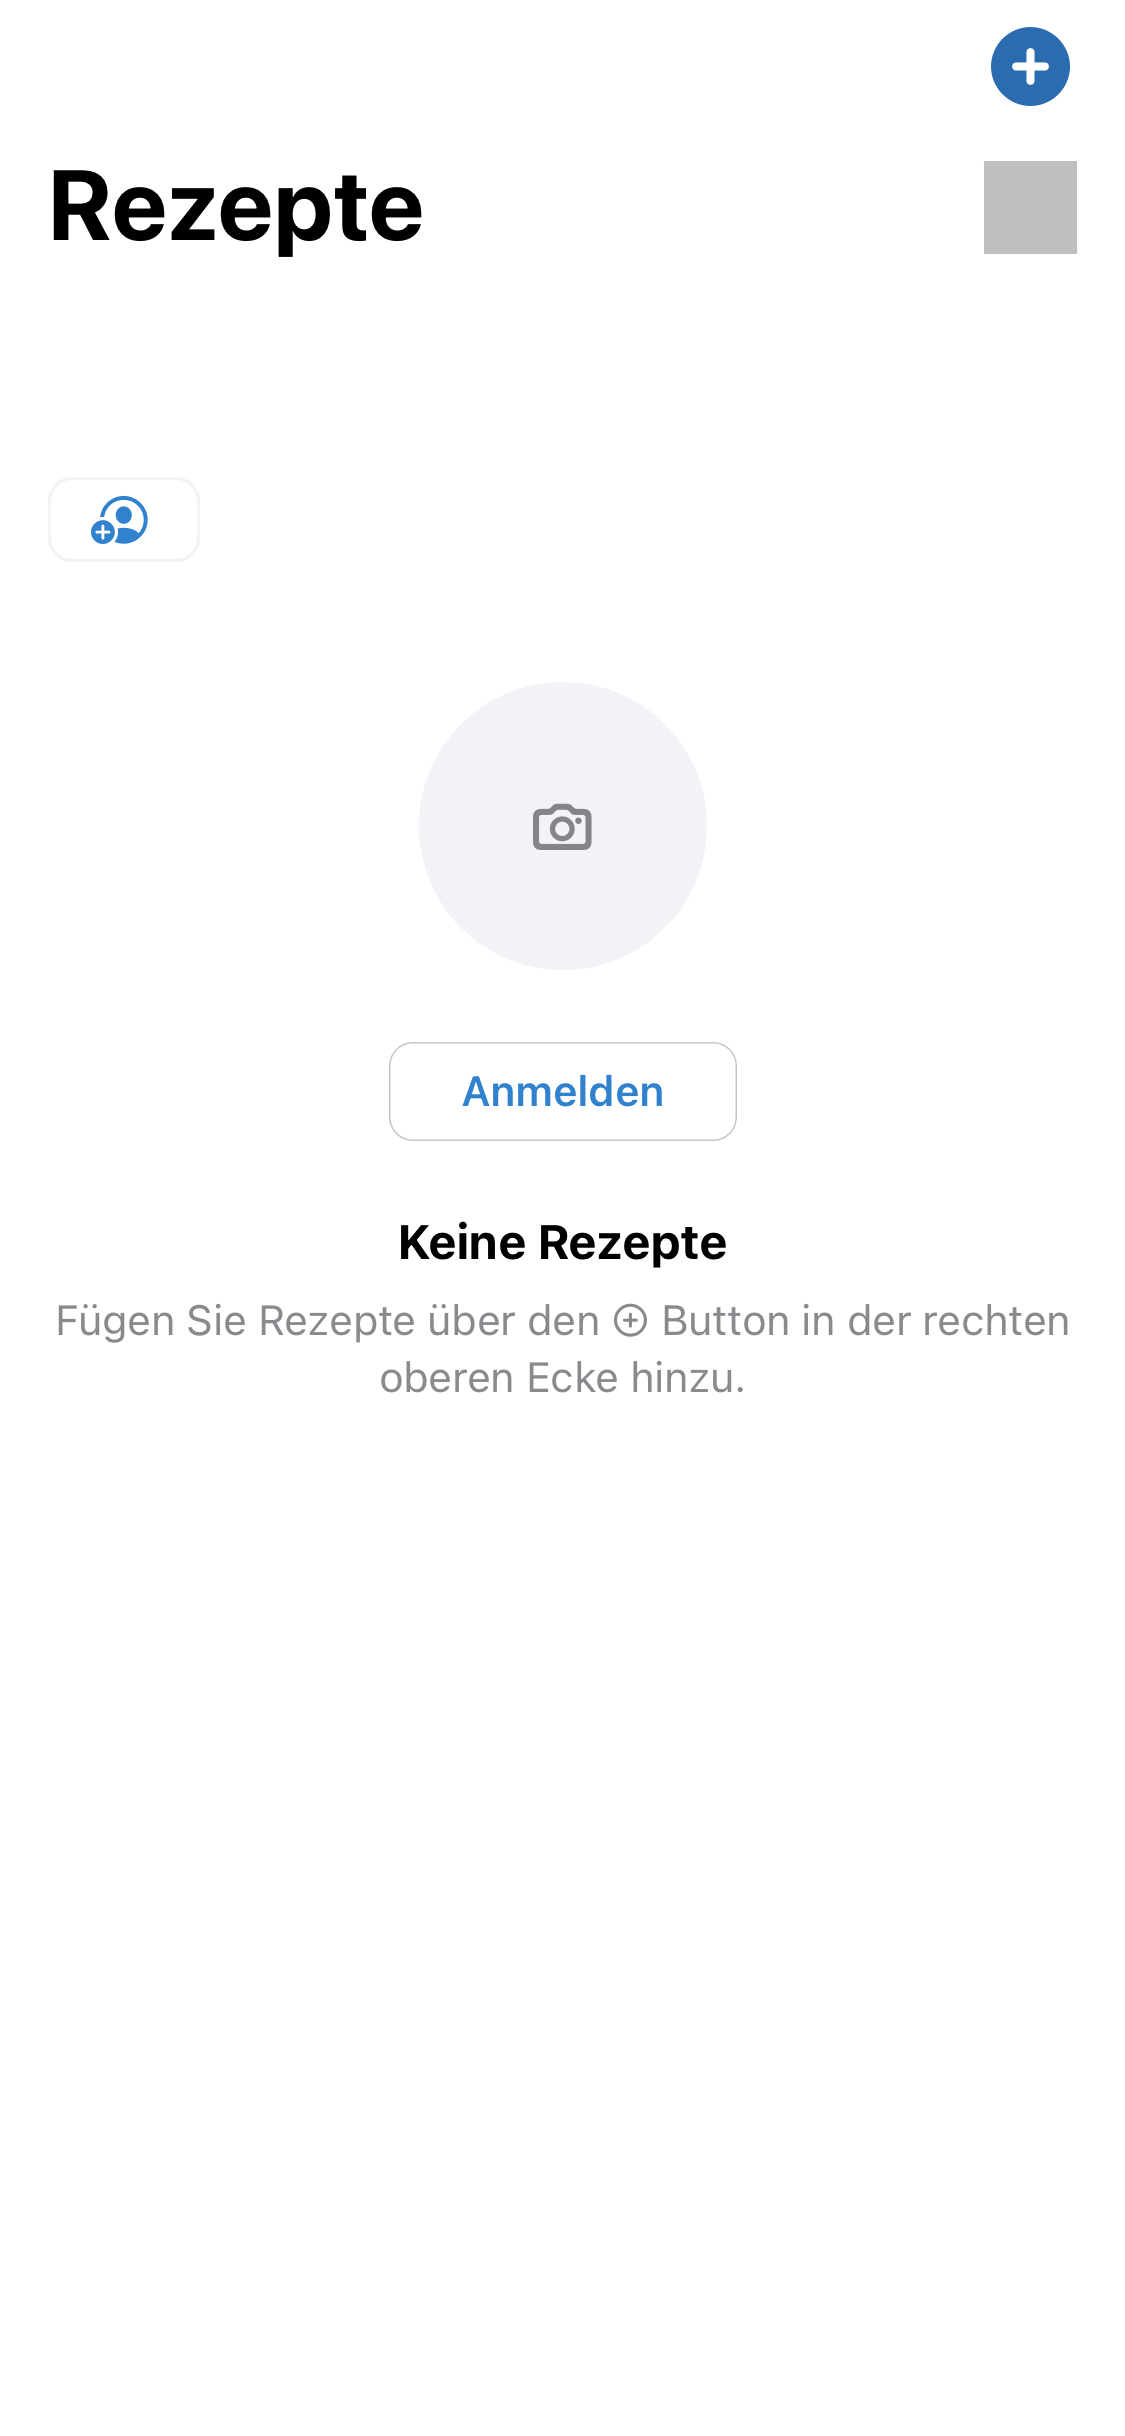 Rezepte
Anmelden
Keine Rezepte
Fügen Sie Rezepte über den ⊕ Button in der rechten
oberen Ecke hinzu.